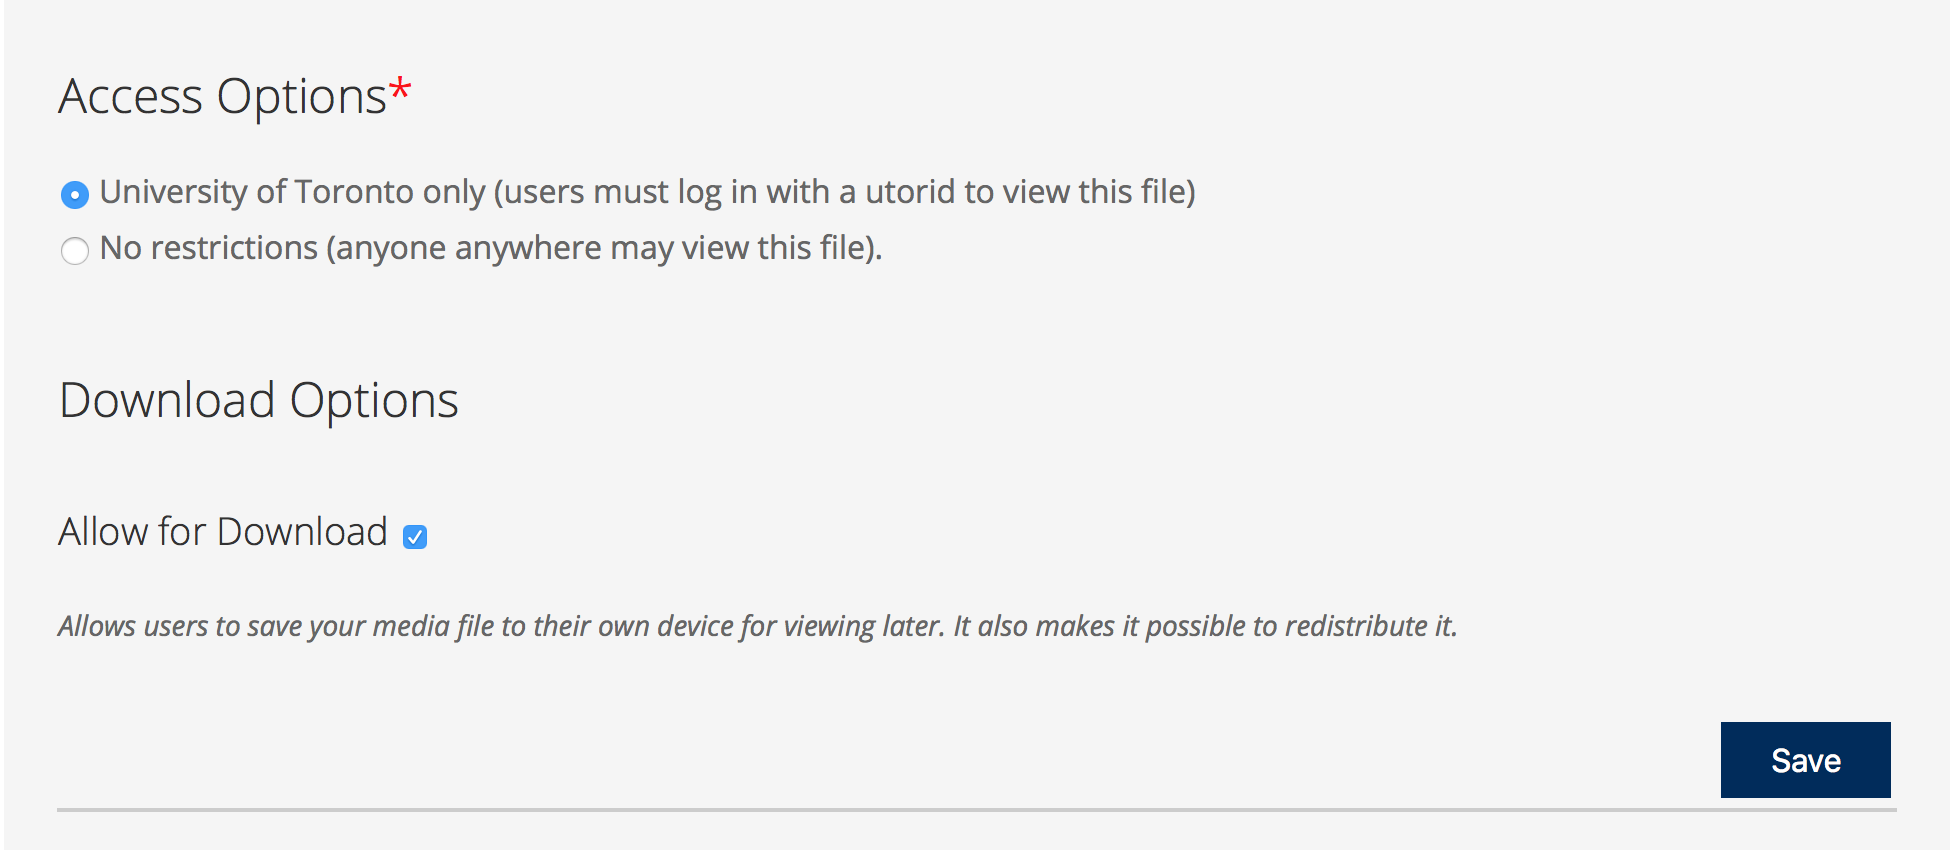 Access Options*
University of Toronto only (users must log in with a utorid to view this file)
No restrictions (anyone anywhere may view this file).
Download Options
Allow for Download
Allows users to save your media file to their own device for viewing later. It also makes it possible to redistribute it.
Save